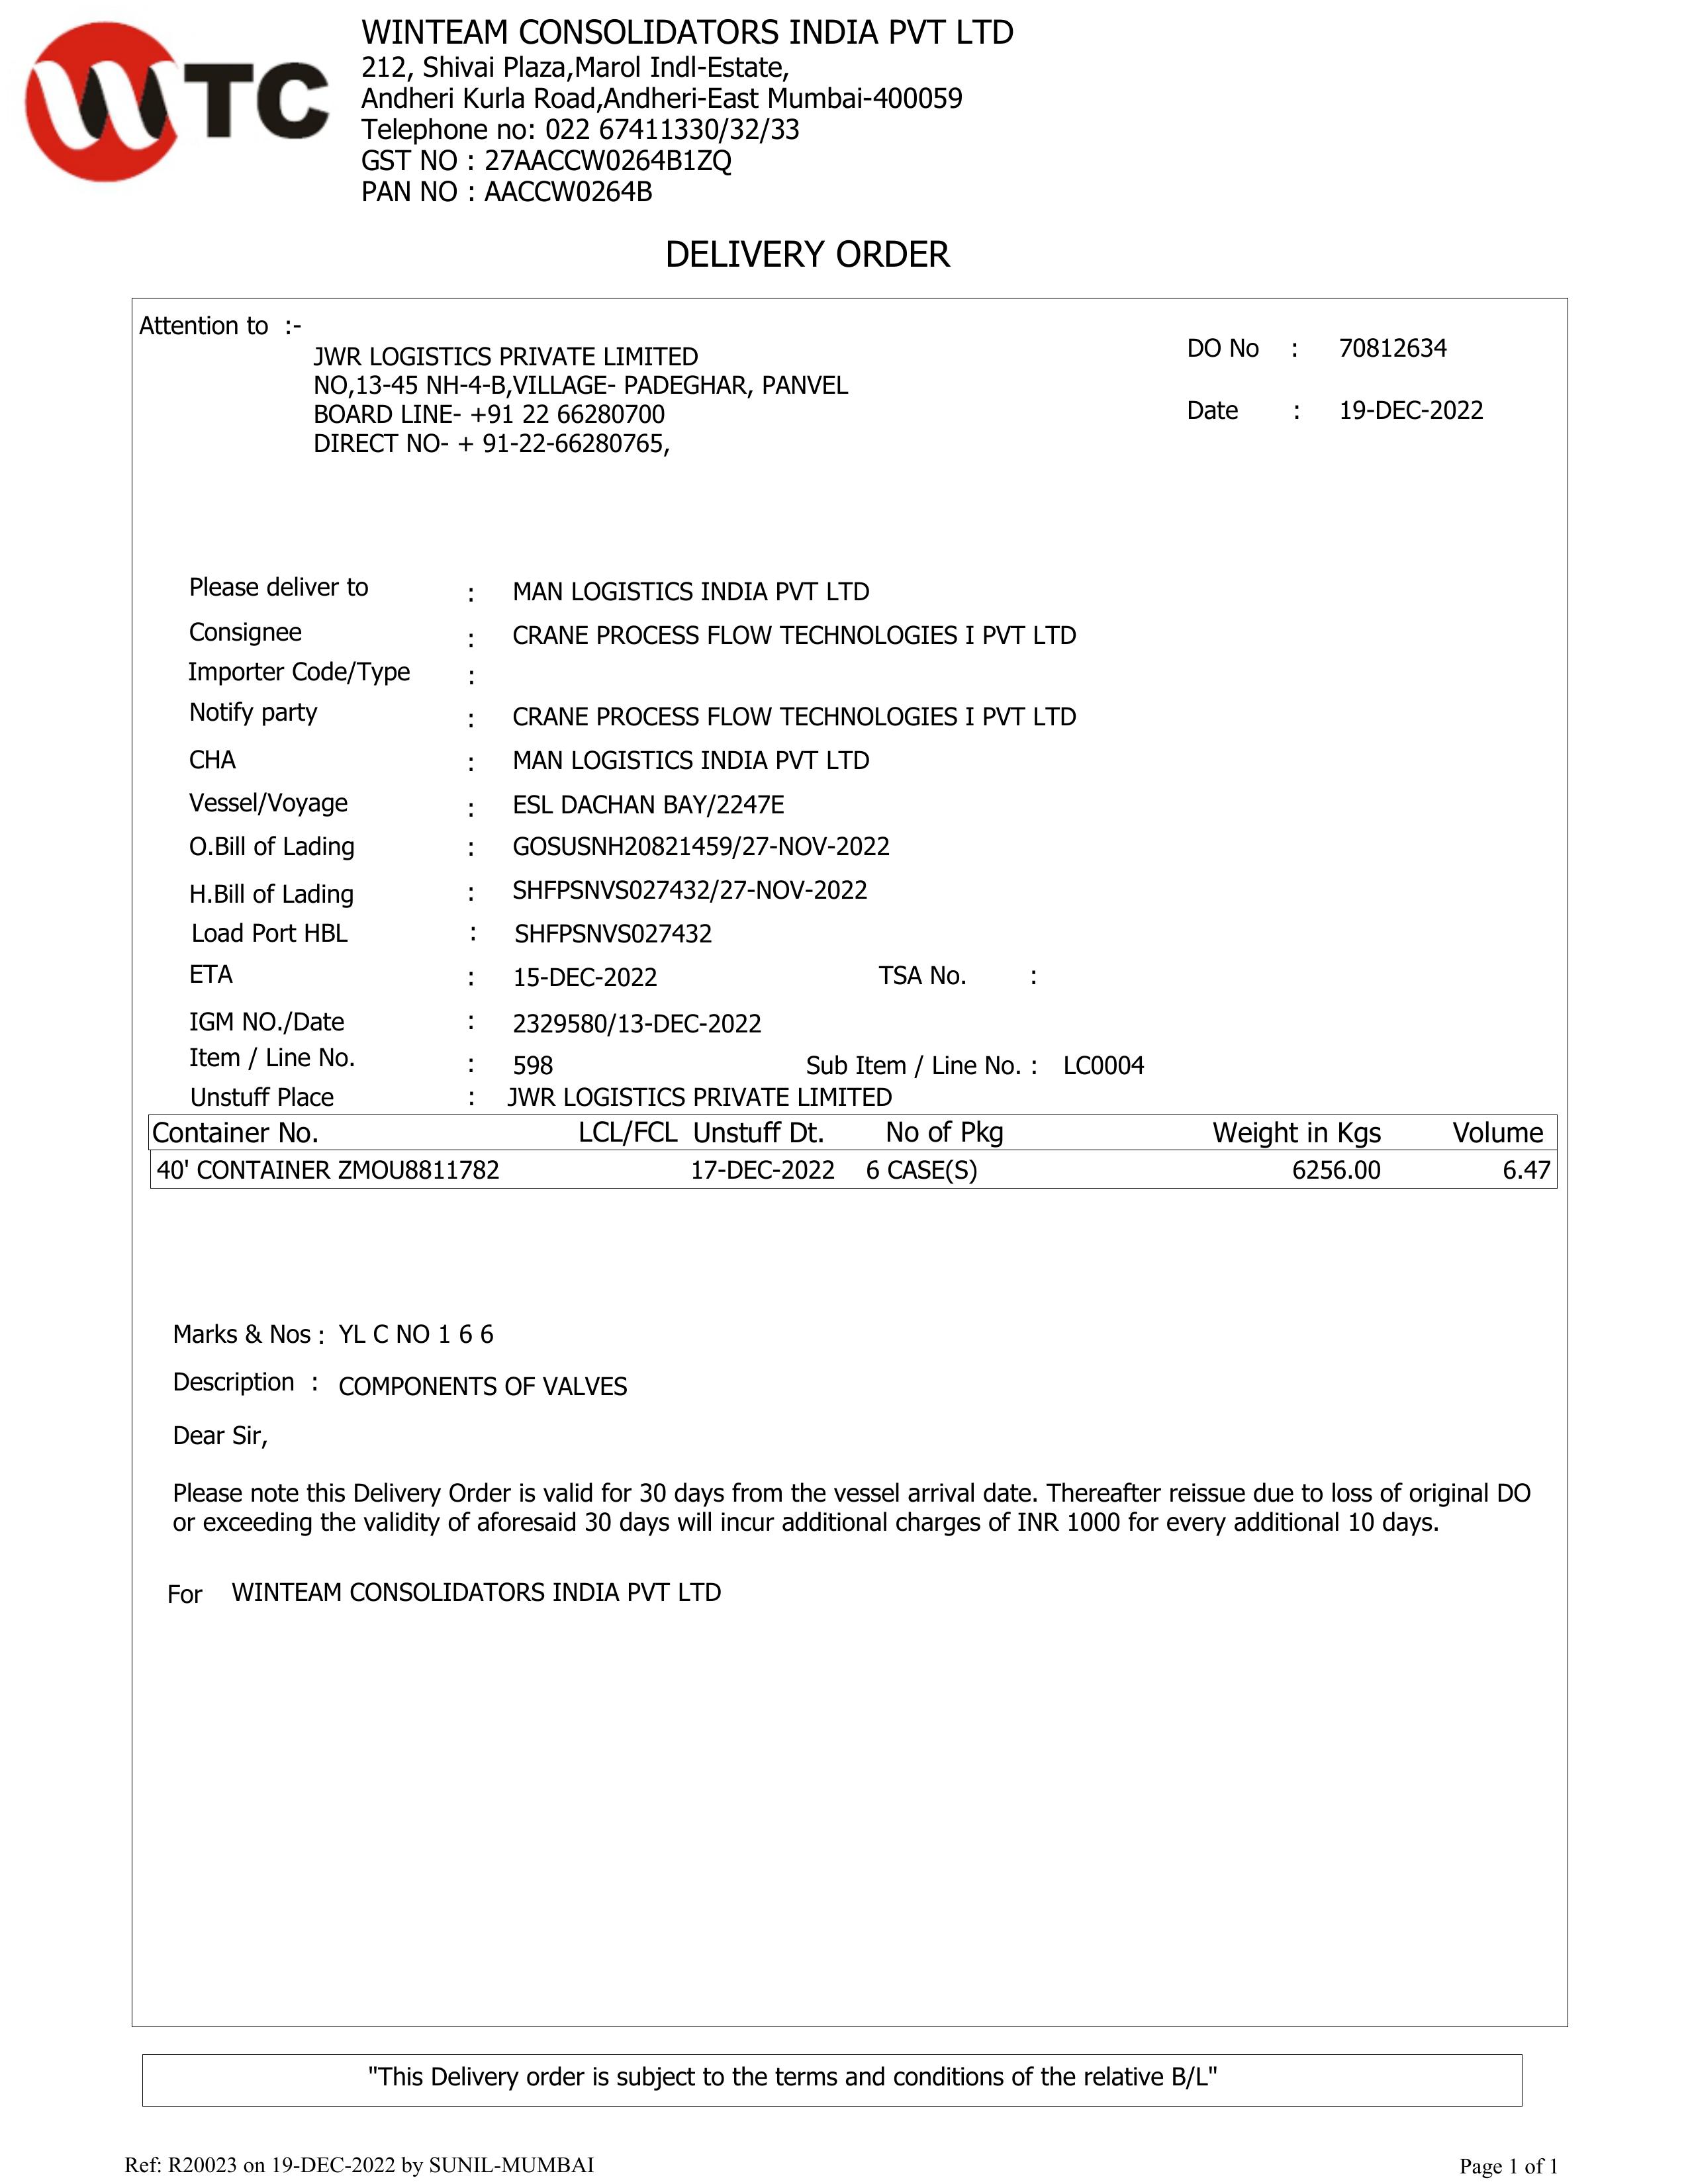 WTC
WINTEAM CONSOLIDATORS INDIA PVT LTD
212, Shivai Plaza,Marol Indl-Estate,
Andheri Kurla Road,Andheri-East Mumbai-400059
Telephone no: 022 67411330/32/33
GST NO : 27AACCW0264B1ZQ
PAN NO : AACCW0264B
DELIVERY ORDER
Attention to :-
JWR LOGISTICS PRIVATE LIMITED
NO,13-45 NH-4-B,VILLAGE- PADEGHAR, PANVEL
BOARD LINE- +91 22 66280700
DIRECT NO- + 91-22-66280765,
DO No : 70812634
Date : 19-DEC-2022
Please deliver to : MAN LOGISTICS INDIA PVT LTD
Consignee : CRANE PROCESS FLOW TECHNOLOGIES I PVT LTD
Importer Code/Type :
Notify party : CRANE PROCESS FLOW TECHNOLOGIES I PVT LTD
CHA : MAN LOGISTICS INDIA PVT LTD
Vessel/Voyage : ESL DACHAN BAY/2247E
O.Bill of Lading : GOSUSNH20821459/27-NOV-2022
H.Bill of Lading : SHFPSNVS027432/27-NOV-2022
Load Port HBL : SHFPSNVS027432
ETA : 15-DEC-2022 TSA No. :
IGM NO./Date : 2329580/13-DEC-2022
Item / Line No. : 598 Sub Item / Line No. : LC0004
Unstuff Place : JWR LOGISTICS PRIVATE LIMITED
Container No. LCL/FCL Unstuff Dt. No of Pkg Weight in Kgs Volume
40' CONTAINER ZMOU8811782 17-DEC-2022 6 CASE(S) 6256.00 6.47
Marks & Nos : YL C NO 1 6 6
Description : COMPONENTS OF VALVES
Dear Sir,
Please note this Delivery Order is valid for 30 days from the vessel arrival date. Thereafter reissue due to loss of original DO
or exceeding the validity of aforesaid 30 days will incur additional charges of INR 1000 for every additional 10 days.
For WINTEAM CONSOLIDATORS INDIA PVT LTD
"This Delivery order is subject to the terms and conditions of the relative B/L"
Ref: R20023 on 19-DEC-2022 by SUNIL-MUMBAI
Page 1 of 1